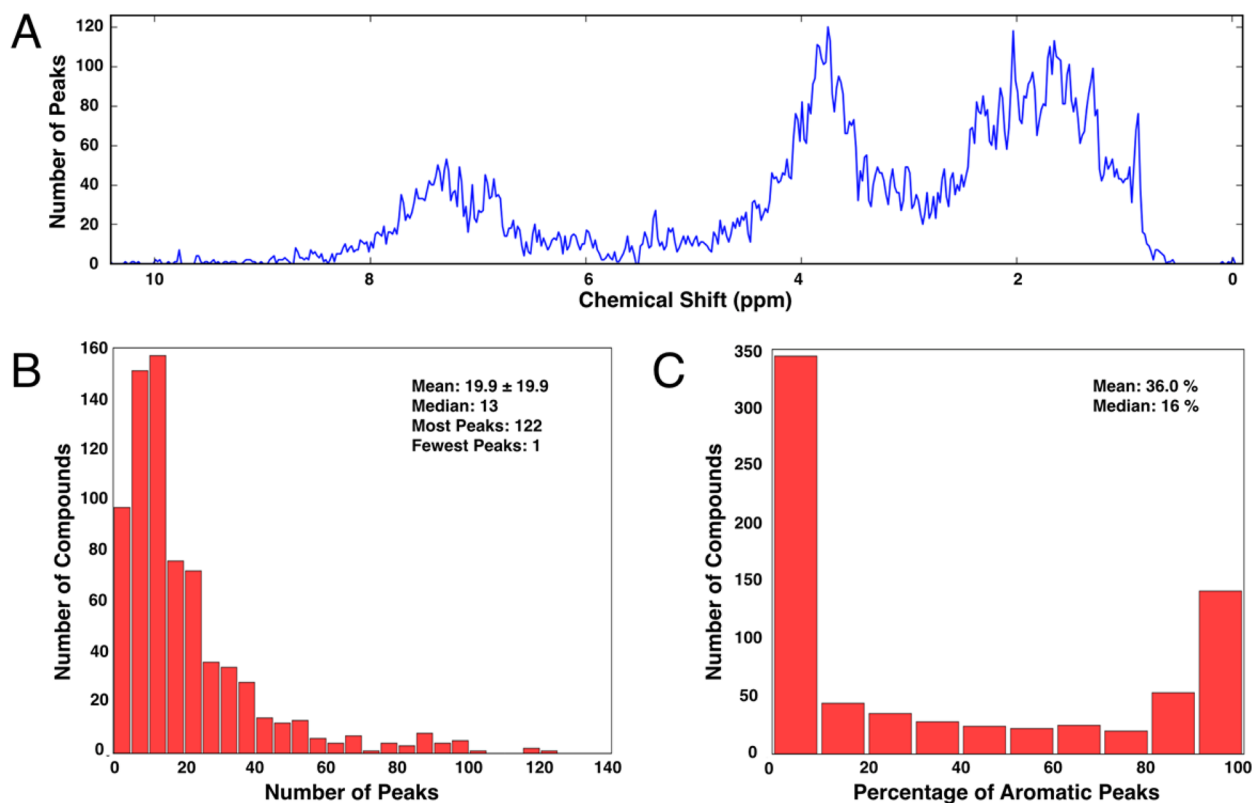 A
Number of Peaks
120
100
80
60
40
20
0
10
8
6
4
2
0
Chemical Shift (ppm)
B
Number of Compounds
160
140
120
100
80
60
40
20
0
Mean: 19.9 ± 19.9
Median: 13
Most Peaks: 122
Fewest Peaks: 1
0
20
40
60
80
100
120
140
Number of Peaks
C
Number of Compounds
350
300
250
350
150
100
50
0
Mean: 36.0 %
Median: 16 %
0
20
40
60
80
100
Percentage of Aromatic Peaks